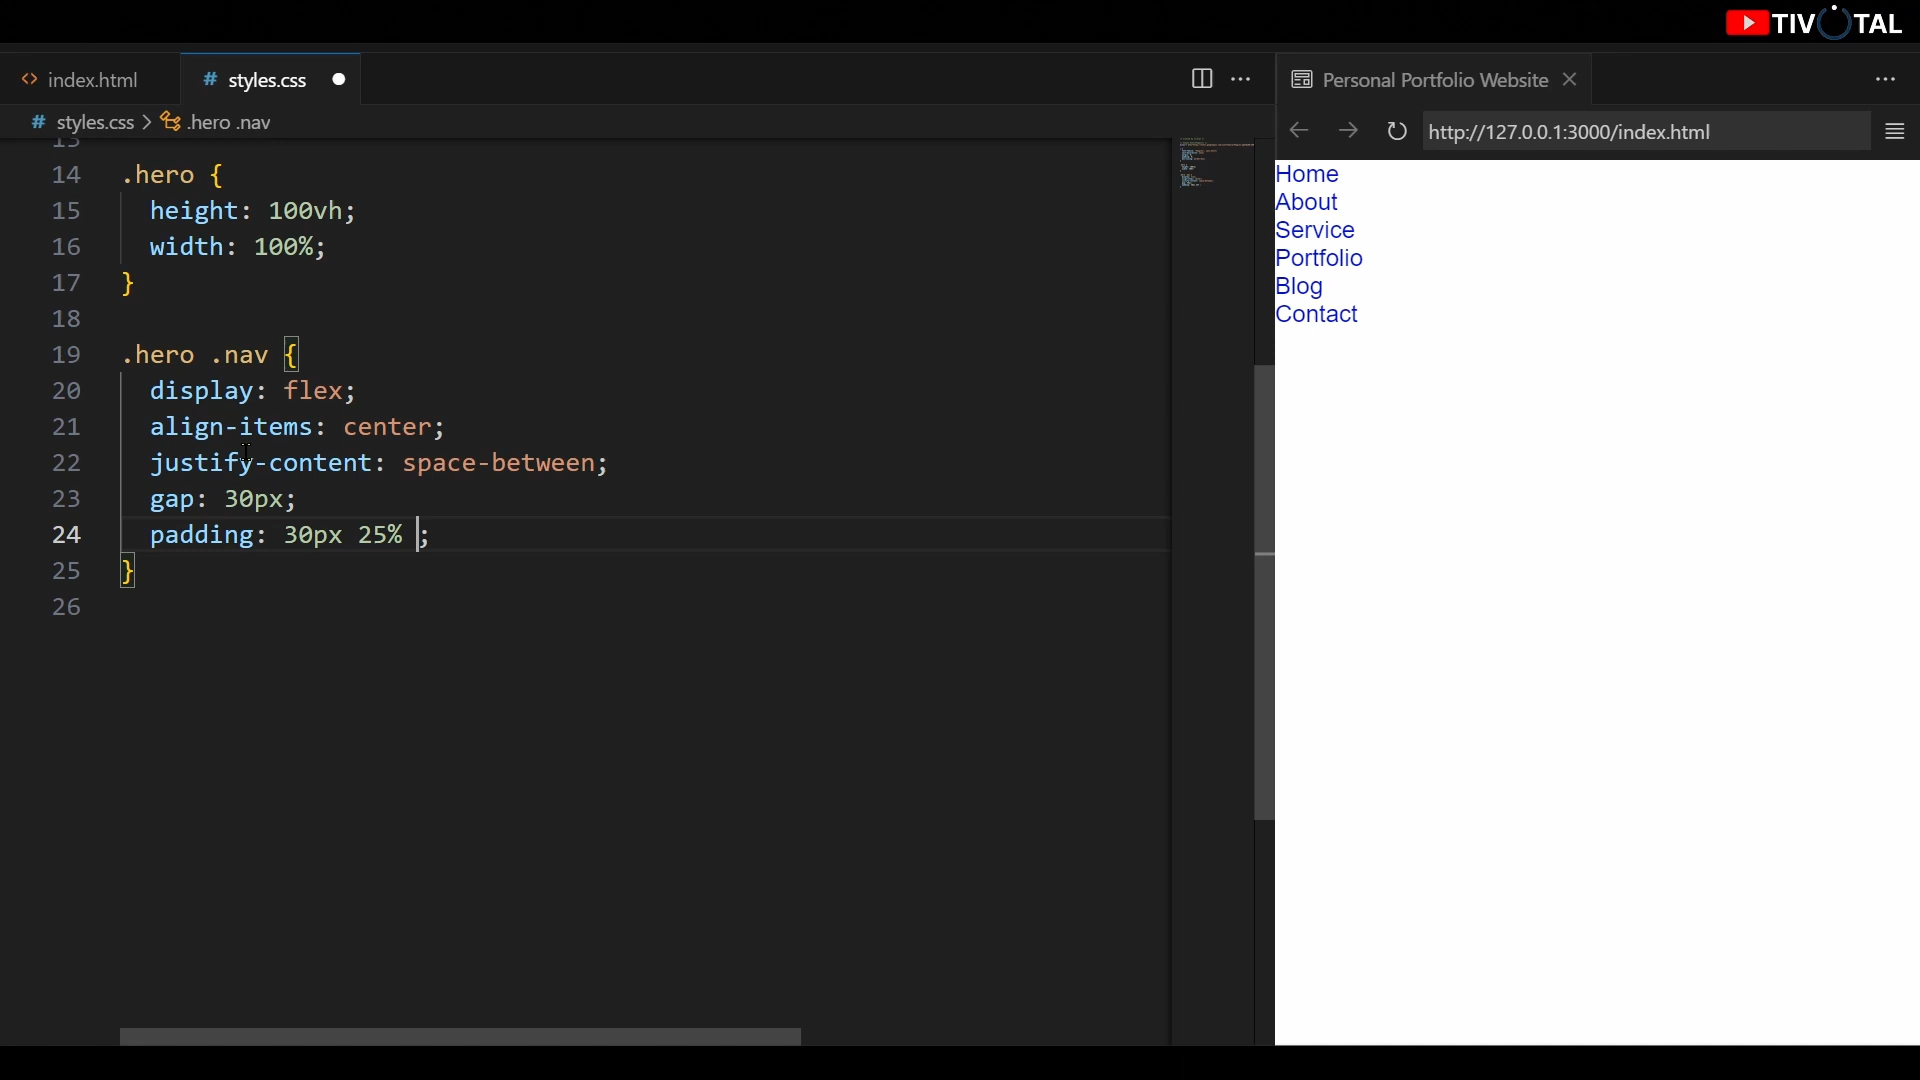 TIVOTAL
index.html
# styles.css
Personal Portfolio Website
# styles.css > .hero .nav
http://127.0.0.1:3000/index.html
13
14 .hero {
15 height: 100vh;
16 width: 100%;
17 }
18
19 .hero .nav {
20 display: flex;
21 align-items: center;
22 justify-content: space-between;
23 gap: 30px;
24 padding: 30px 25% ;
25 }
26
Home
About
Service
Portfolio
Blog
Contact